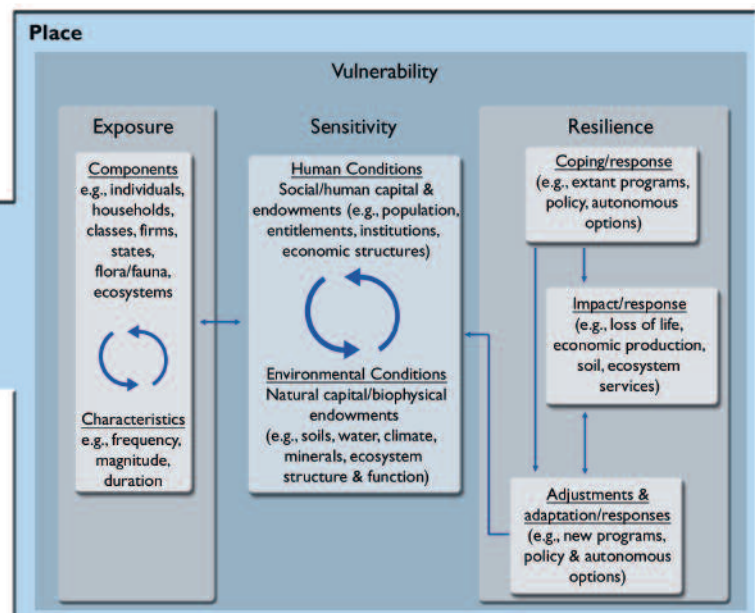 Place
Vulnerability
Exposure
Components
e.g., individuals,
households,
classes, firms,
states,
flora/fauna,
ecosystems
Characteristics
e.g., frequency,
magnitude,
duration
Sensitivity
Human Conditions
Social/human capital &
endowments (e.g., population,
entitlements, institutions,
economic structures)
Environmental Conditions
Natural capital/biophysical
endowments
(e.g., soils, water, climate,
minerals, ecosystem
structure & function)
Resilience
Coping/response
(e.g., extant programs,
policy, autonomous
options)
Impact/response
(e.g., loss of life,
economic production,
soil, ecosystem
services)
Adjustments &
adaptation/responses
(e.g., new programs,
policy & autonomous
options)